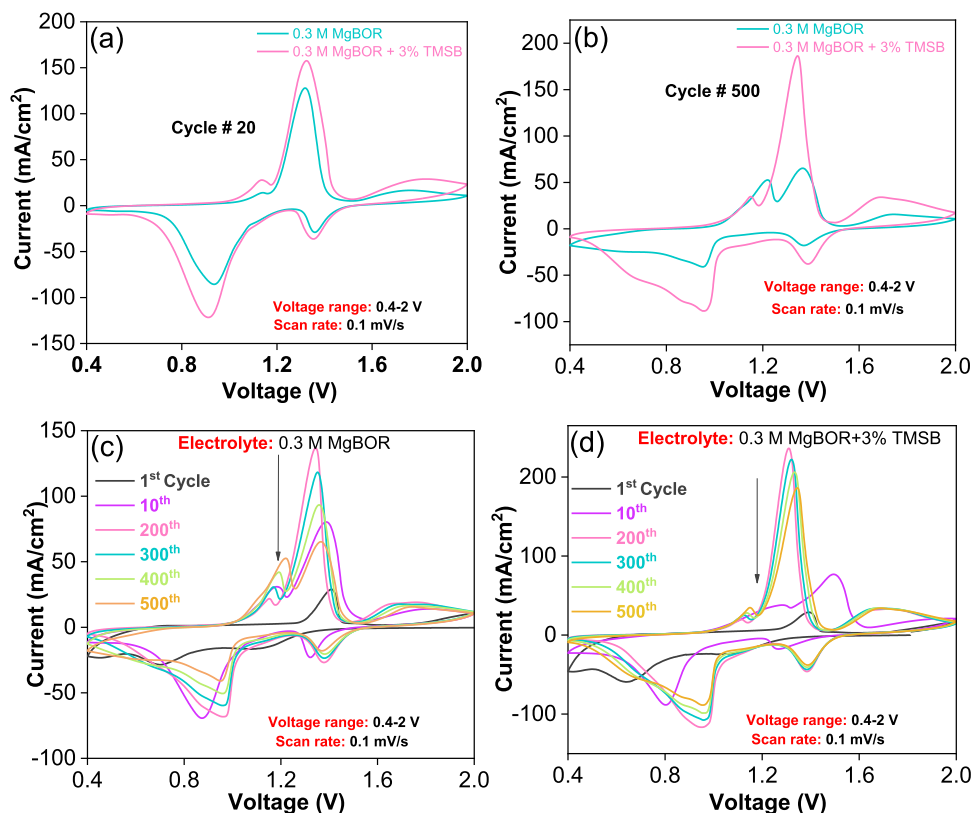 (a)
0.3 M MgBOR
0.3 M MgBOR + 3% TMSB
Cycle # 20
Voltage range: 0.4-2 V
Scan rate: 0.1 mV/s
Current (mA/cm²)
200
150
100
50
0
-50
-100
-150
0.4
0.8
1.2
1.6
2.0
Voltage (V)
(b)
0.3 M MgBOR
0.3 M MgBOR + 3% TMSB
Cycle # 500
Voltage range: 0.4-2 V
Scan rate: 0.1 mV/s
Current (mA/cm²)
200
150
100
50
0
-50
-100
0.4
0.8
1.2
1.6
2.0
Voltage (V)
(c)
Electrolyte: 0.3 M MgBOR
1st Cycle
10th
200th
300th
400th
500th
Voltage range: 0.4-2 V
Scan rate: 0.1 mV/s
Current (mA/cm²)
150
100
50
0
-50
-100
0.4
0.8
1.2
1.6
2.0
Voltage (V)
(d)
Electrolyte: 0.3 M MgBOR+3% TMSB
1st Cycle
10th
200th
300th
400th
500th
Voltage range: 0.4-2 V
Scan rate: 0.1 mV/s
Current (mA/cm²)
200
100
0
-100
0.4
0.8
1.2
1.6
2.0
Voltage (V)